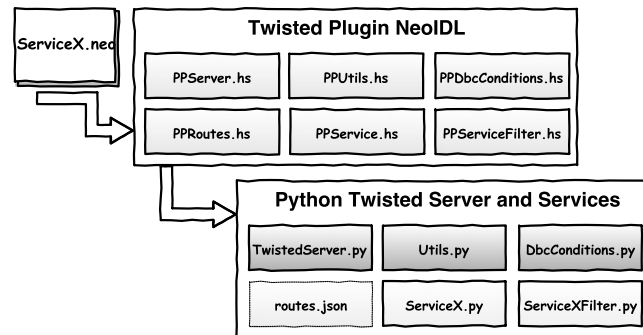 Twisted Plugin NeoIDL
ServiceX.neo
PPServer.hs PPUtils.hs PPDbcConditions.hs
PPRoutes.hs PPService.hs PPServiceFilter.hs
Python Twisted Server and Services
TwistedServer.py Utils.py DbcConditions.py
routes.json ServiceX.py ServiceXFilter.py